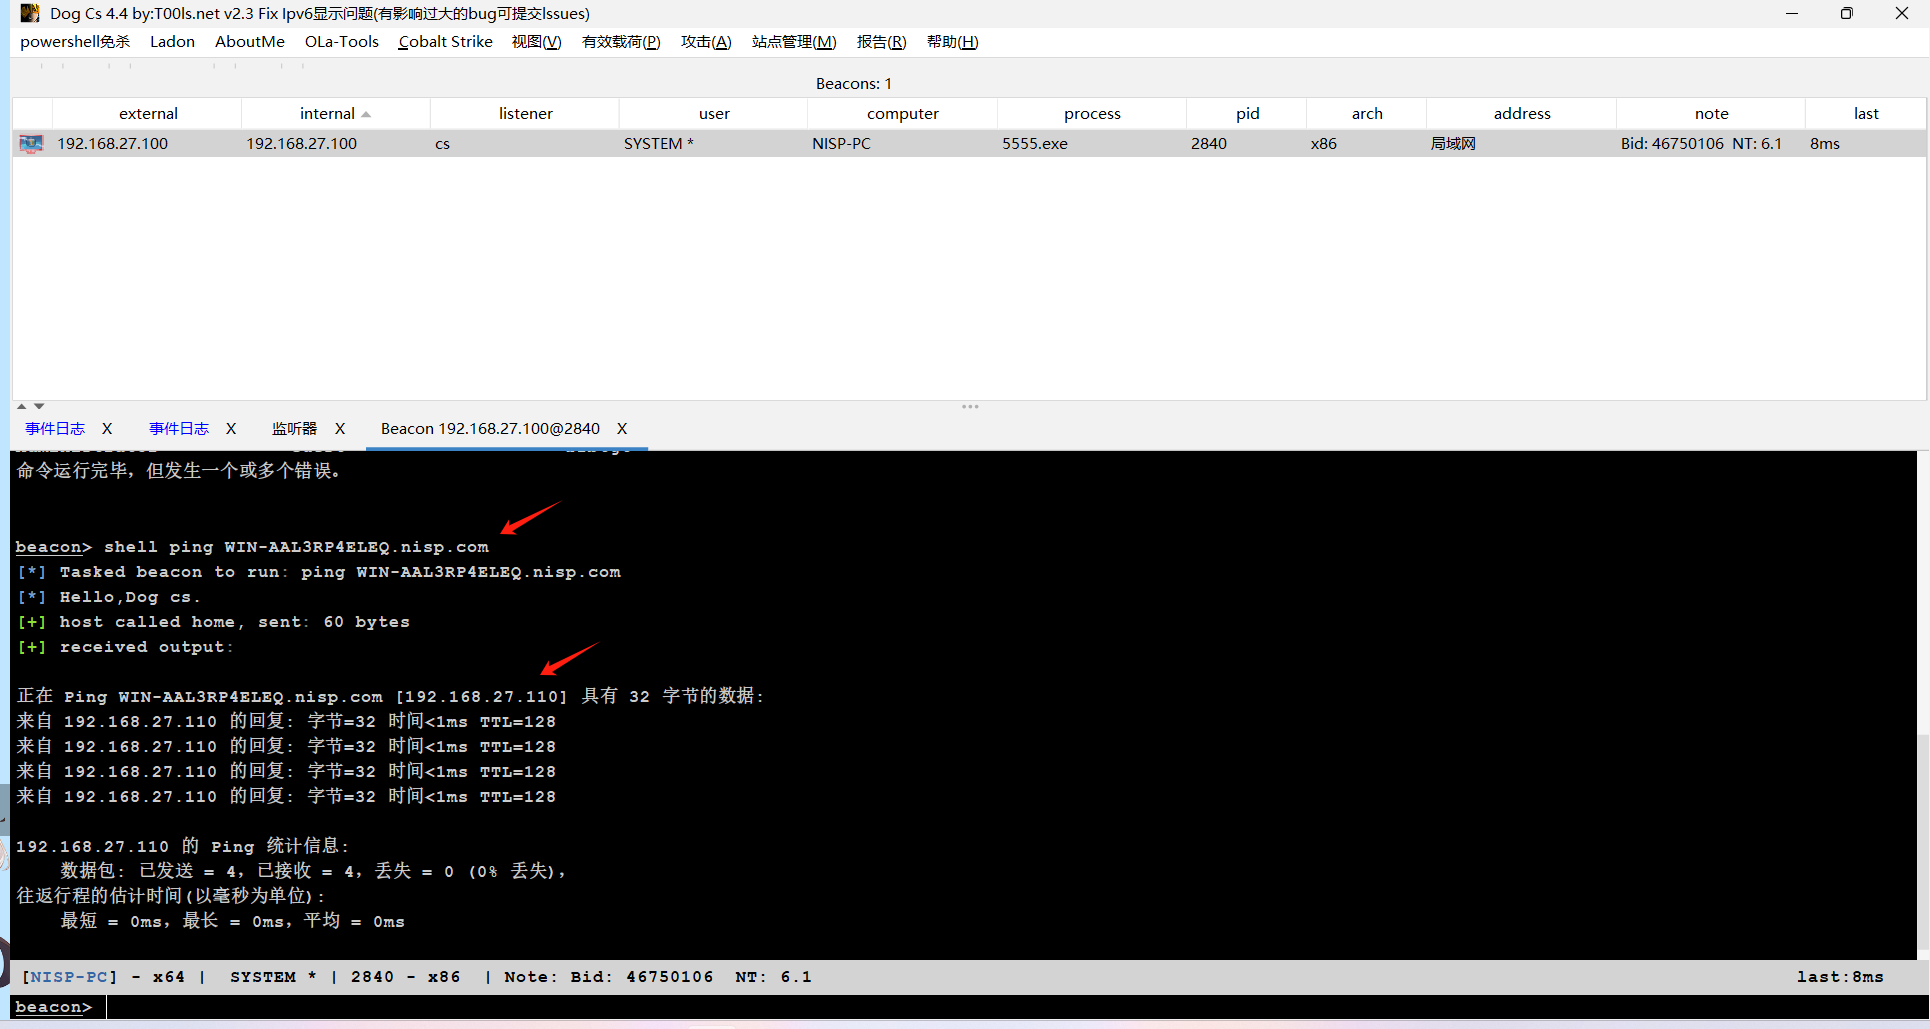 Dog Cs 4.4 by:T00ls.net v2.3 Fix Ipv6显示问题(有影响过大的bug可提交Issues)
powershell免杀 Ladon AboutMe OLa-Tools Cobalt Strike 视图(V) 有效载荷(P) 攻击(A) 站点管理(M) 报告(R) 帮助(H)
Beacons: 1
external internal listener user computer process pid arch address note last
192.168.27.100 192.168.27.100 cs SYSTEM * NISP-PC 5555.exe 2840 x86 局域网 Bid: 46750106 NT: 6.1 8ms
事件日志 X 事件日志 X 监听器 X Beacon 192.168.27.100@2840 X
命令运行完毕，但发生一个或多个错误。
beacon> shell ping WIN-AAL3RP4ELEQ.nisp.com
[*] Tasked beacon to run: ping WIN-AAL3RP4ELEQ.nisp.com
[*] Hello,Dog cs.
[+] host called home, sent: 60 bytes
[+] received output:
正在 Ping WIN-AAL3RP4ELEQ.nisp.com [192.168.27.110] 具有 32 字节的数据:
来自 192.168.27.110 的回复: 字节=32 时间<1ms TTL=128
来自 192.168.27.110 的回复: 字节=32 时间<1ms TTL=128
来自 192.168.27.110 的回复: 字节=32 时间<1ms TTL=128
来自 192.168.27.110 的回复: 字节=32 时间<1ms TTL=128
192.168.27.110 的 Ping 统计信息:
数据包: 已发送 = 4，已接收 = 4，丢失 = 0 (0% 丢失)，
往返行程的估计时间(以毫秒为单位):
最短 = 0ms，最长 = 0ms，平均 = 0ms
[NISP-PC] - x64 | SYSTEM * | 2840 - x86 | Note: Bid: 46750106 NT: 6.1 last:8ms
beacon>